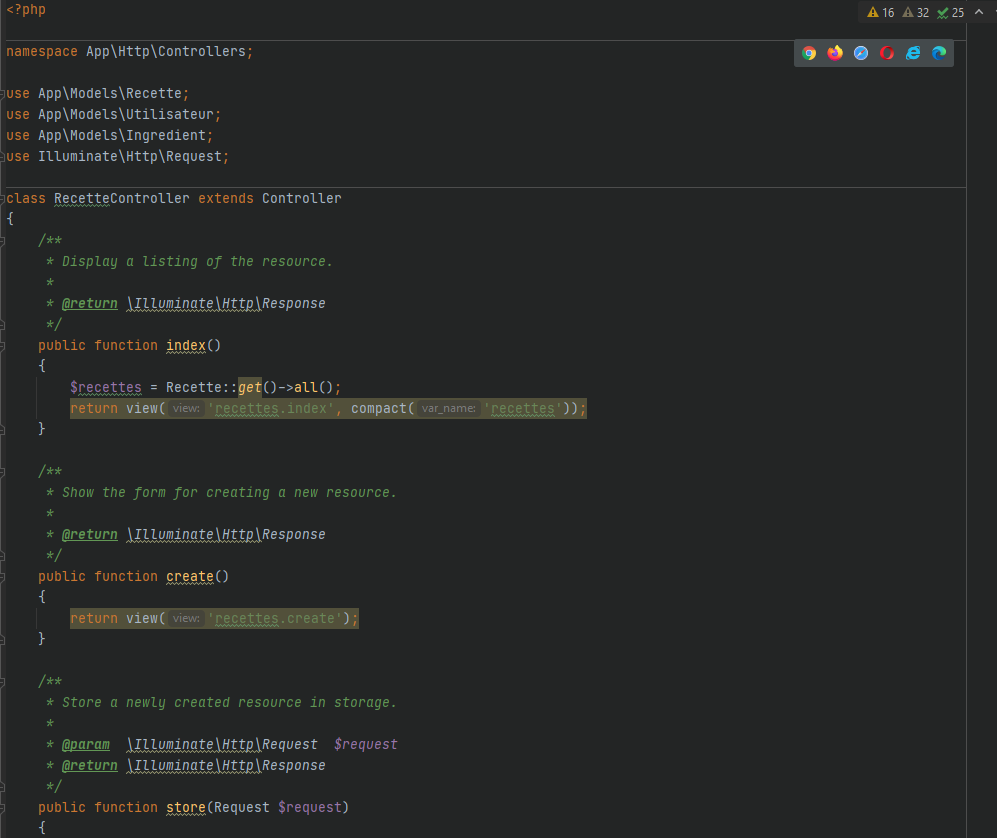 <?php
16 32 25
namespace App\Http\Controllers;
use App\Models\Recette;
use App\Models\Utilisateur;
use App\Models\Ingredient;
use Illuminate\Http\Request;
class RecetteController extends Controller
{
/**
* Display a listing of the resource.
*
* @return \Illuminate\Http\Response
*/
public function index()
{
$recettes = Recette::get()->all();
return view( view: 'recettes.index', compact( var_name: 'recettes'));
}
/**
* Show the form for creating a new resource.
*
* @return \Illuminate\Http\Response
*/
public function create()
{
return view( view: 'recettes.create');
}
/**
* Store a newly created resource in storage.
*
* @param  \Illuminate\Http\Request  $request
* @return \Illuminate\Http\Response
*/
public function store(Request $request)
{